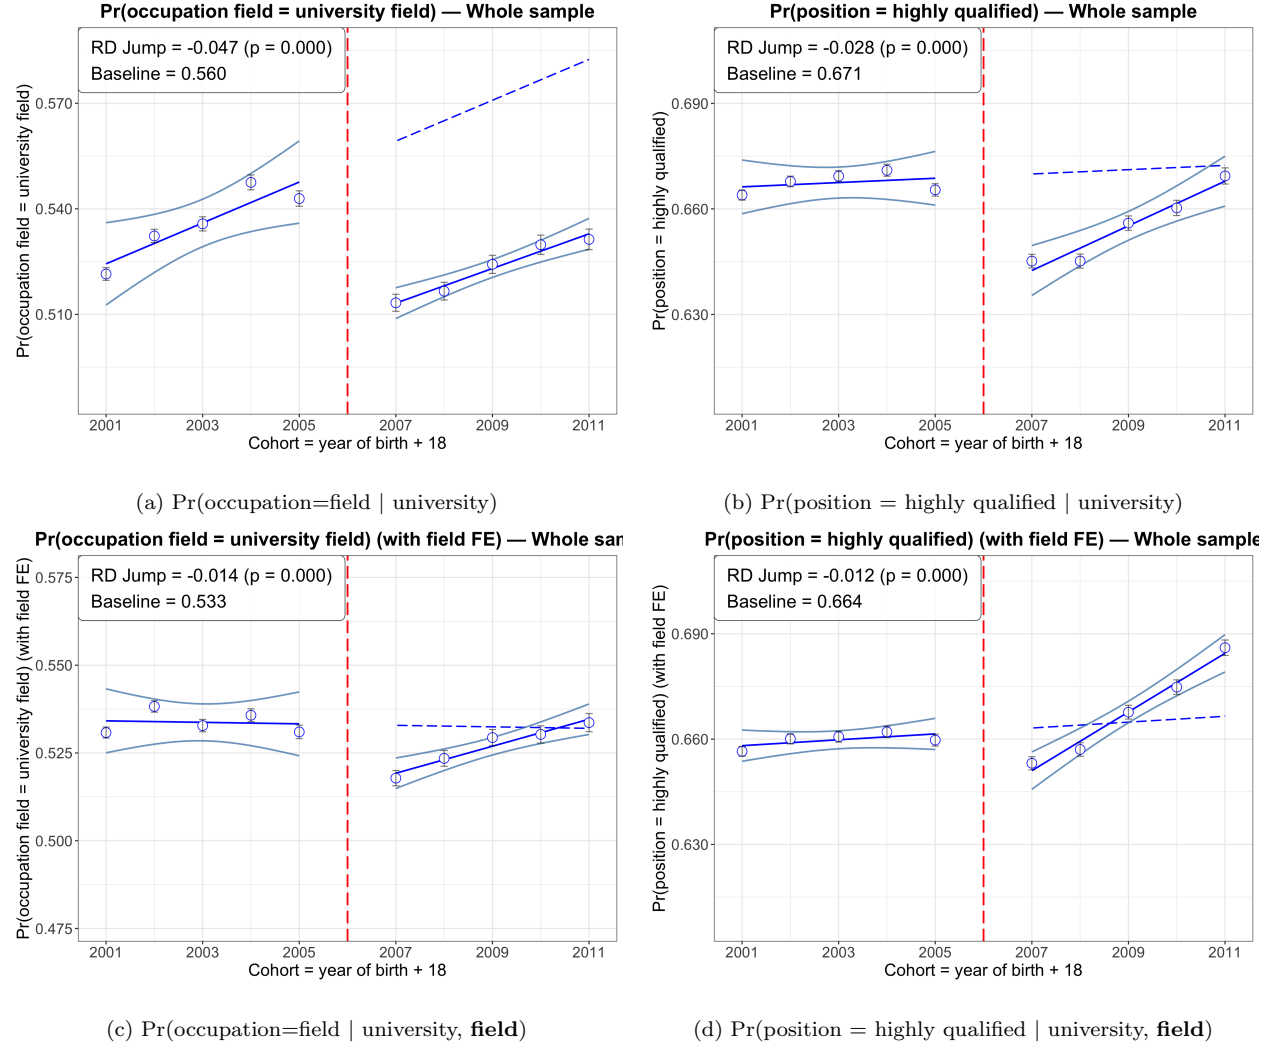 Pr(occupation field = university field) — Whole sample
RD Jump = -0.047 (p = 0.000)
Baseline = 0.560
Pr(occupation field = university field)
0.570
0.540
0.510
2001 2003 2005 2007 2009 2011
Cohort = year of birth + 18
(a) Pr(occupation=field | university)
Pr(position = highly qualified) — Whole sample
RD Jump = -0.028 (p = 0.000)
Baseline = 0.671
Pr(position = highly qualified)
0.690
0.660
0.630
2001 2003 2005 2007 2009 2011
Cohort = year of birth + 18
(b) Pr(position = highly qualified | university)
Pr(occupation field = university field) (with field FE) — Whole san
RD Jump = -0.014 (p = 0.000)
Baseline = 0.533
Pr(occupation field = university field) (with field FE)
0.575
0.550
0.525
0.500
0.475
2001 2003 2005 2007 2009 2011
Cohort = year of birth + 18
(c) Pr(occupation=field | university, field)
Pr(position = highly qualified) (with field FE) — Whole sample
RD Jump = -0.012 (p = 0.000)
Baseline = 0.664
Pr(position = highly qualified) (with field FE)
0.690
0.660
0.630
2001 2003 2005 2007 2009 2011
Cohort = year of birth + 18
(d) Pr(position = highly qualified | university, field)